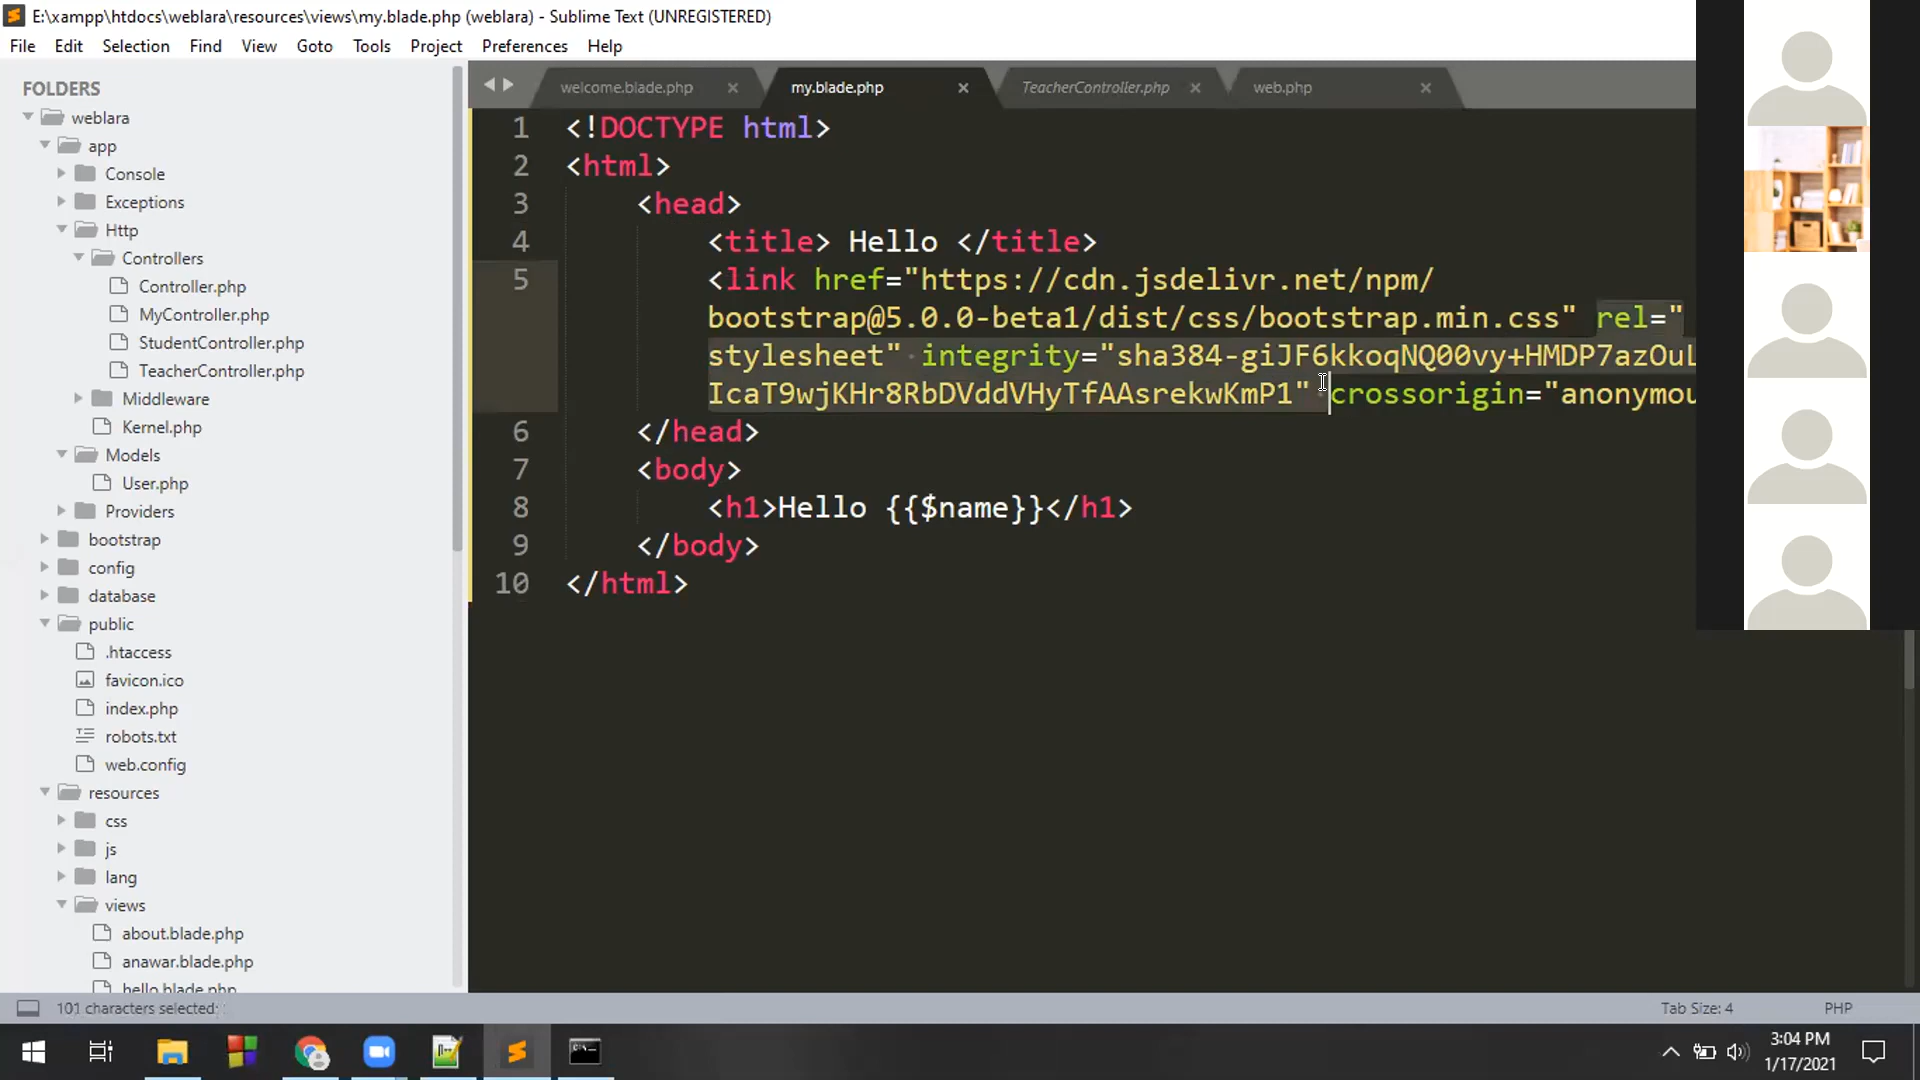 E:\xampp\htdocs\weblara\resources\views\my.blade.php (weblara) - Sublime Text (UNREGISTERED)
File Edit Selection Find View Goto Tools Project Preferences Help
FOLDERS
weblara
app
Console
Exceptions
Http
Controllers
Controller.php
MyController.php
StudentController.php
TeacherController.php
Middleware
Kernel.php
Models
User.php
Providers
bootstrap
config
database
public
.htaccess
favicon.ico
index.php
robots.txt
web.config
resources
css
js
lang
views
about.blade.php
anawar.blade.php
hello.blade.php
welcome.blade.php my.blade.php TeacherController.php web.php
1 <!DOCTYPE html>
2 <html>
3 <head>
4 <title> Hello </title>
5 <link href="https://cdn.jsdelivr.net/npm/
bootstrap@5.0.0-beta1/dist/css/bootstrap.min.css" rel="
stylesheet" integrity="sha384-giJF6kkoqNQ00vy+HMDP7azOuL
IcaT9wjKHr8RbDVddVHyTfAAsrekwKmP1" crossorigin="anonymou
6 </head>
7 <body>
8 <h1>Hello {{$name}}</h1>
9 </body>
10 </html>
101 characters selected: Tab Size: 4 PHP
3:04 PM
1/17/2021